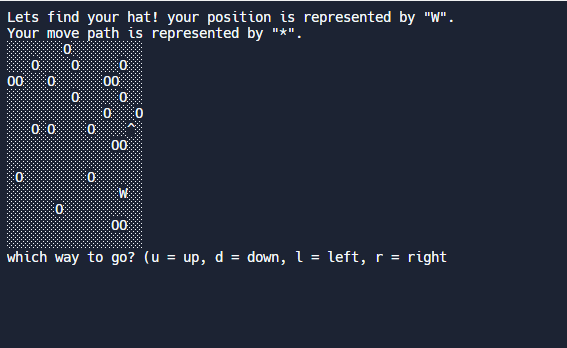 Lets find your hat! your position is represented by "W".
Your move path is represented by "*".
░░░░░░░O░░░░░░░░░
░░░O░░░░O░░░░░O░░
OO░░░O░░░░░░OO░░░
░░░░░░░░O░░░░░O░░
░░░░░░░░░░░░O░░░O
░░░O░O░░░░O░░░░^░
░░░░░░░░░░░░░OO░░
░░░░░░░░░░░░░░░░░
░O░░░░░░░░O░░░░░░
░░░░░░░░░░░░░░W░░
░░░░░░O░░░░░░░░░░
░░░░░░░░░░░░░OO░░
░░░░░░░░░░░░░░░░░
which way to go? (u = up, d = down, l = left, r = right